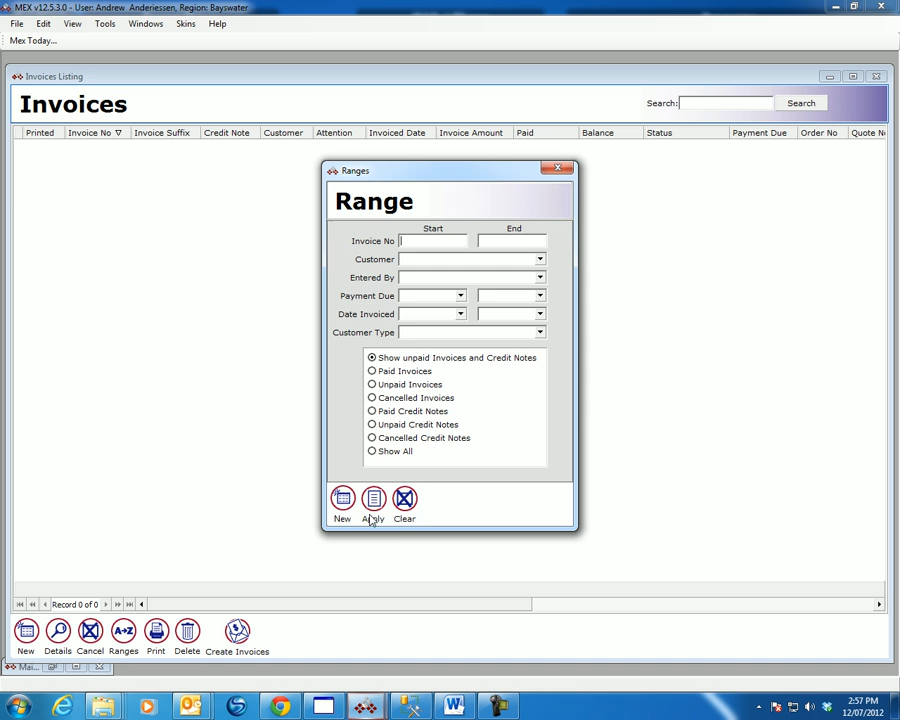 MEX v12.5.3.0 - User: Andrew Anderiessen, Region: Bayswater
File Edit View Tools Windows Skins Help
Mex Today...
Invoices Listing
Invoices
Search: Search
Printed Invoice No Invoice Suffix Credit Note Customer Attention Invoiced Date Invoice Amount Paid Balance Status Payment Due Order No Quote N
Ranges
Range
Start End
Invoice No
Customer
Entered By
Payment Due
Date Invoiced
Customer Type
Show unpaid Invoices and Credit Notes
Paid Invoices
Unpaid Invoices
Cancelled Invoices
Paid Credit Notes
Unpaid Credit Notes
Cancelled Credit Notes
Show All
New Apply Clear
Record 0 of 0
A→Z
New Details Cancel Ranges Print Delete Create Invoices
Mai...
2:57 PM
12/07/2012